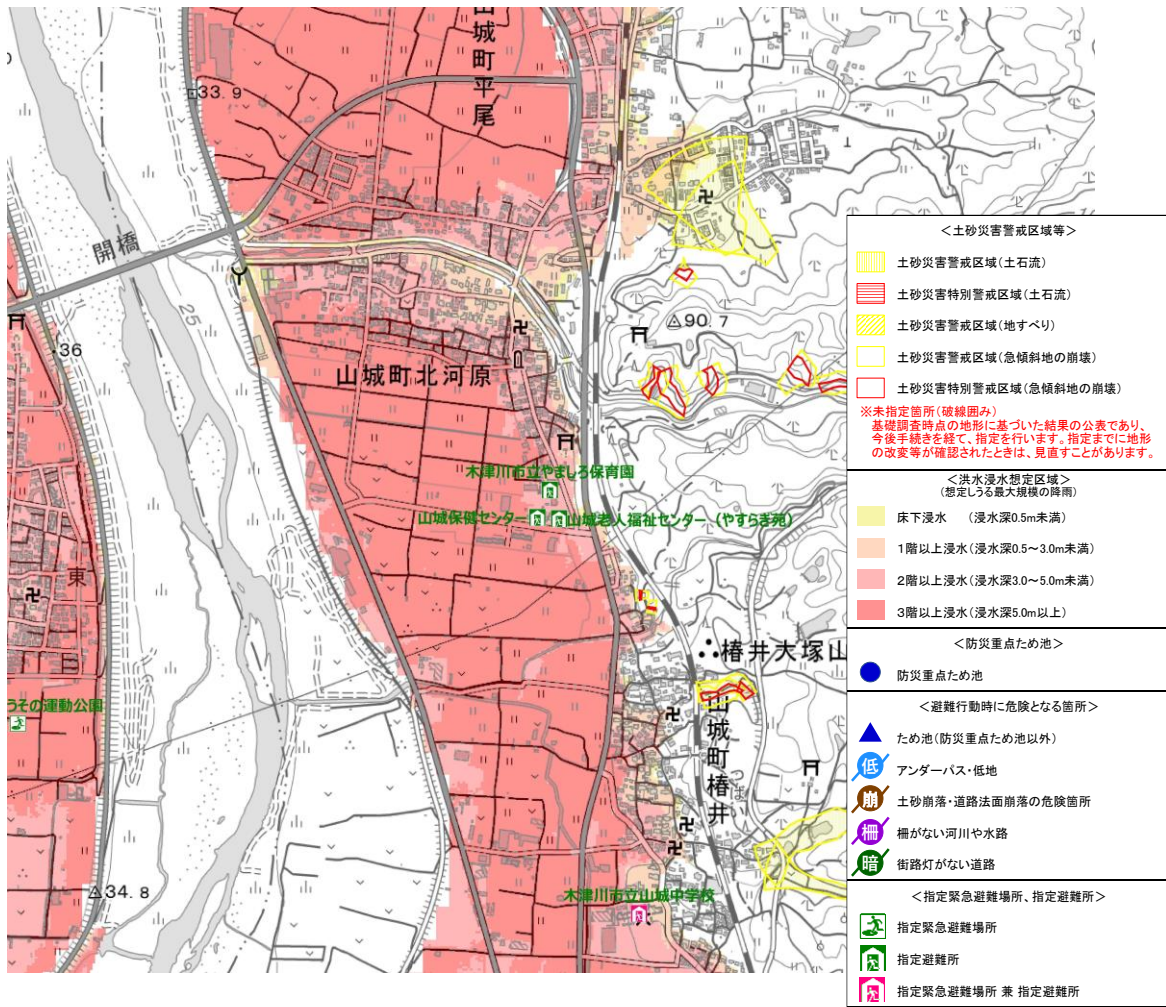 山城町平尾
33.9
開橋
25
36
90.7
山城町北河原
木津川市立やましろ保育園
山城保健センター
山城老人福祉センター（やすらぎ苑）
東
椿井大塚山
山城町椿井
つば
うその運動公園
34.8
木津川市立山城中学校
＜土砂災害警戒区域等＞
土砂災害警戒区域(土石流)
土砂災害特別警戒区域(土石流)
土砂災害警戒区域(地すべり)
土砂災害警戒区域(急傾斜地の崩壊)
土砂災害特別警戒区域(急傾斜地の崩壊)
※未指定箇所(破線囲み)
基礎調査時点の地形に基づいた結果の公表であり、
今後手続きを経て、指定を行います。指定までに地形
の改変等が確認されたときは、見直すことがあります。
＜洪水浸水想定区域＞
(想定しうる最大規模の降雨)
床下浸水　(浸水深0.5m未満)
1階以上浸水(浸水深0.5～3.0m未満)
2階以上浸水(浸水深3.0～5.0m未満)
3階以上浸水(浸水深5.0m以上)
＜防災重点ため池＞
防災重点ため池
＜避難行動時に危険となる箇所＞
ため池(防災重点ため池以外)
低 アンダーパス・低地
崩 土砂崩落・道路法面崩落の危険箇所
柵 柵がない河川や水路
暗 街路灯がない道路
＜指定緊急避難場所、指定避難所＞
指定緊急避難場所
指定避難所
指定緊急避難場所 兼 指定避難所